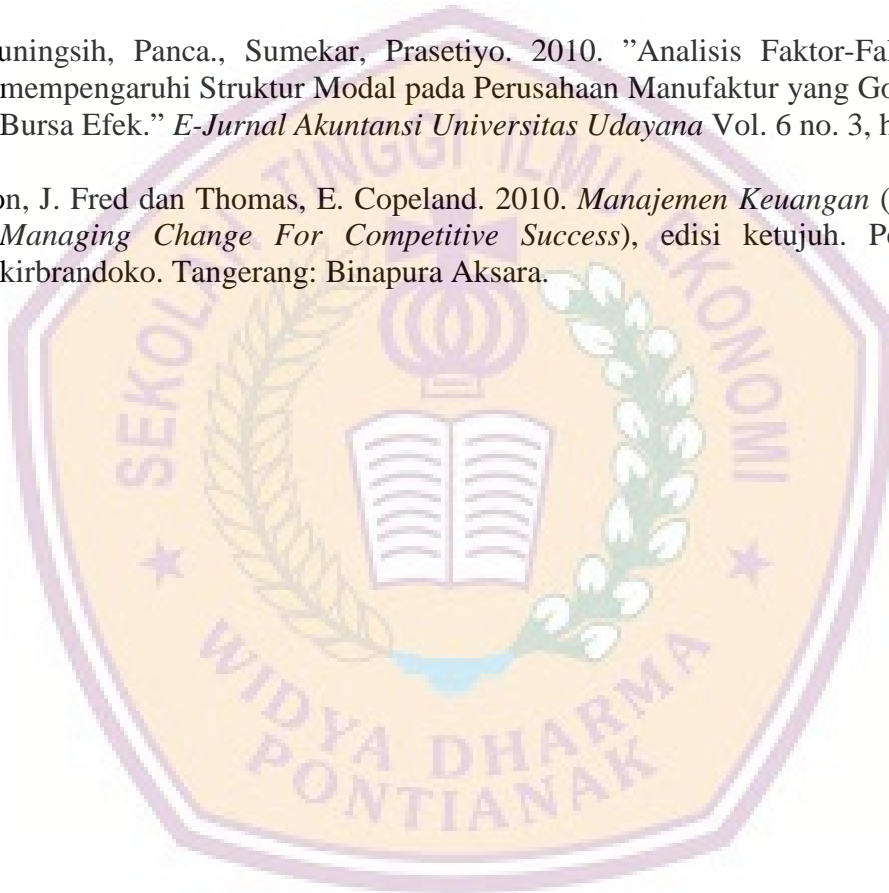 uningsih, Panca., Sumekar, Prasetiyo. 2010. ”Analisis Faktor-Fa
mempengaruhi Struktur Modal pada Perusahaan Manufaktur yang Go
Bursa Efek.” E-Jurnal Akuntansi Universitas Udayana Vol. 6 no. 3, h
on, J. Fred dan Thomas, E. Copeland. 2010. Manajemen Keuangan (
Managing Change For Competitive Success), edisi ketujuh. Pe
kirbrandoko. Tangerang: Binapura Aksara.
SEKOLAH TINGGI ILMU EKONOMI
WIDYA DHARMA
PONTIANAK